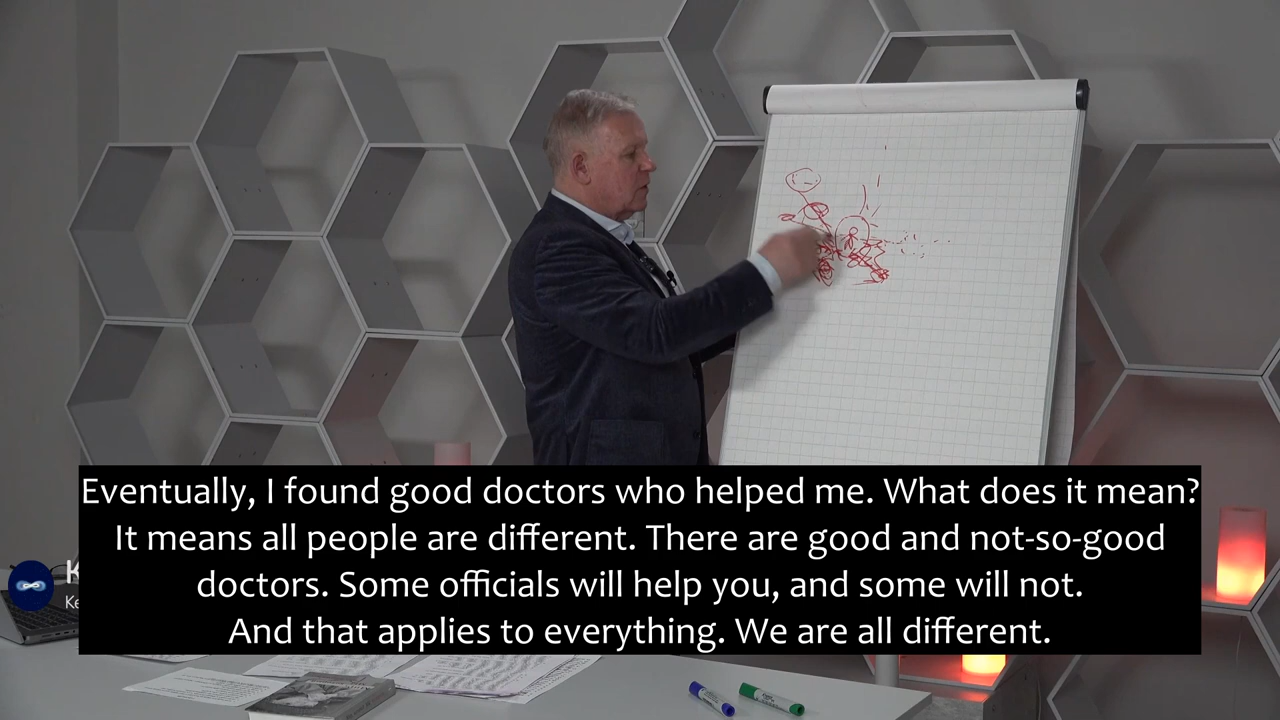 Eventually, I found good doctors who helped me. What does it mean?
It means all people are different. There are good and not-so-good
doctors. Some officials will help you, and some will not.
And that applies to everything. We are all different.
K
Ke